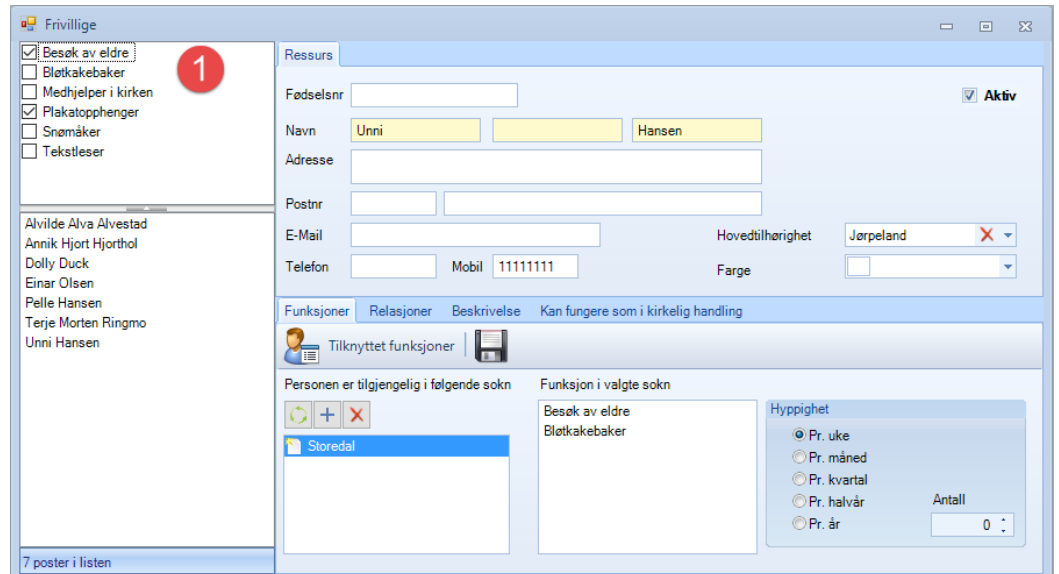 Frivillige
Besøk av eldre
Bløtkakebaker
Medhjelper i kirken
Plakatopphenger
Snømåker
Tekstleser
1
Alvilde Alva Alvestad
Annik Hjort Hjorthol
Dolly Duck
Einar Olsen
Pelle Hansen
Terje Morten Ringmo
Unni Hansen
7 poster i listen
Ressurs
Fødselsnr
Aktiv
Navn Unni Hansen
Adresse
Postnr
E-Mail Hovedtilhørighet Jørpeland
Telefon Mobil 11111111 Farge
Funksjoner Relasjoner Beskrivelse Kan fungere som i kirkelig handling
Tilknyttet funksjoner
Personen er tilgjengelig i følgende sokn
Storedal
Funksjon i valgte sokn
Besøk av eldre
Bløtkakebaker
Hyppighet
Pr. uke
Pr. måned
Pr. kvartal
Pr. halvår
Pr. år
Antall
0